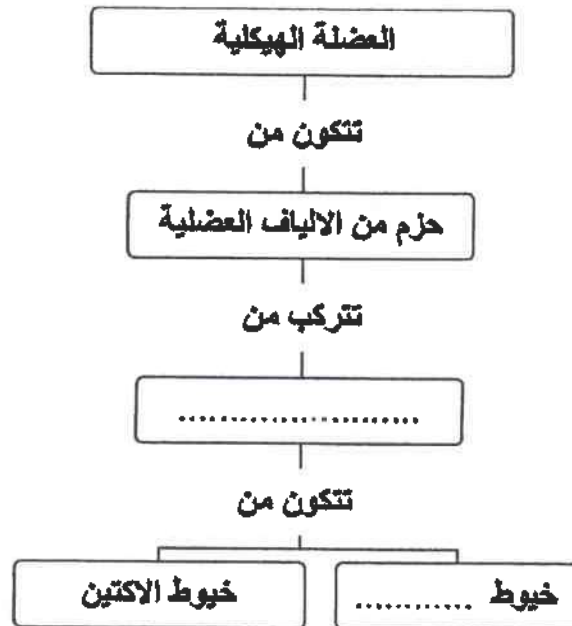 العضلة الهيكلية
تتكون من
حزم من الالياف العضلية
تتركب من
........................
تتكون من
خيوط ............
خيوط الاكتين